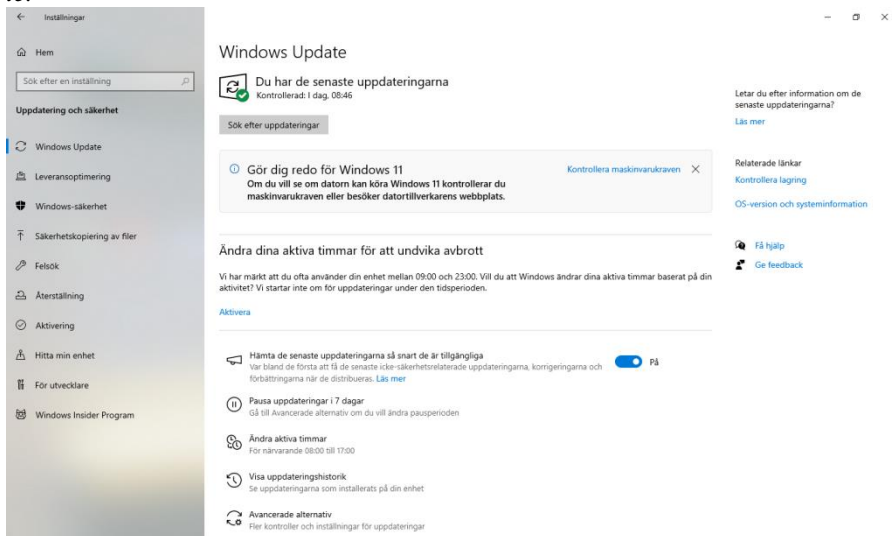 Inställningar
Hem
Sök efter en inställning
Uppdatering och säkerhet
Windows Update
Leveransoptimering
Windows-säkerhet
Säkerhetskopiering av filer
Felsök
Återställning
Aktivering
Hitta min enhet
För utvecklare
Windows Insider Program
Windows Update
Du har de senaste uppdateringarna
Kontrollerad: I dag, 08:46
Sök efter uppdateringar
Gör dig redo för Windows 11
Om du vill se om datorn kan köra Windows 11 kontrollerar du
maskinvarukraven eller besöker datortillverkarens webbplats.
Kontrollera maskinvarukraven
Ändra dina aktiva timmar för att undvika avbrott
Vi har märkt att du ofta använder din enhet mellan 09:00 och 23:00. Vill du att Windows ändrar dina aktiva timmar baserat på din
aktivitet? Vi startar inte om för uppdateringar under den tidsperioden.
Aktivera
Hämta de senaste uppdateringarna så snart de är tillgängliga
Var bland de första att få de senaste icke-säkerhetsrelaterade uppdateringarna, korrigeringarna och
förbättringarna när de distribueras. Läs mer
På
Pausa uppdateringar i 7 dagar
Gå till Avancerade alternativ om du vill ändra pausperioden
Ändra aktiva timmar
För närvarande 08:00 till 17:00
Visa uppdateringshistorik
Se uppdateringarna som installerats på din enhet
Avancerade alternativ
Fler kontroller och inställningar för uppdateringar
Letar du efter information om de
senaste uppdateringarna?
Läs mer
Relaterade länkar
Kontrollera lagring
OS-version och systeminformation
Få hjälp
Ge feedback